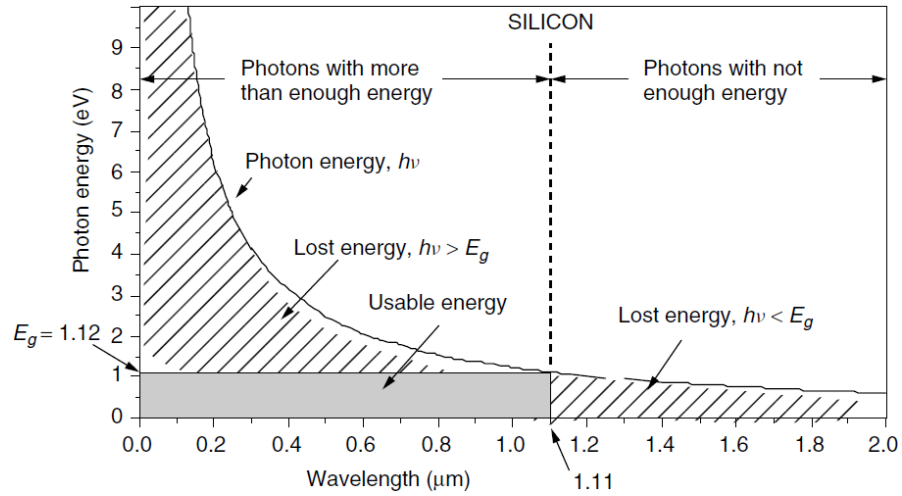 SILICON
Photons with more
than enough energy
Photons with not
enough energy
Photon energy, hν
Lost energy, hν > E_g
Usable energy
Lost energy, hν < E_g
E_g = 1.12
Photon energy (eV)
9
8
7
6
5
4
3
2
1
0
0.0 0.2 0.4 0.6 0.8 1.0 1.2 1.4 1.6 1.8 2.0
Wavelength (μm)
1.11